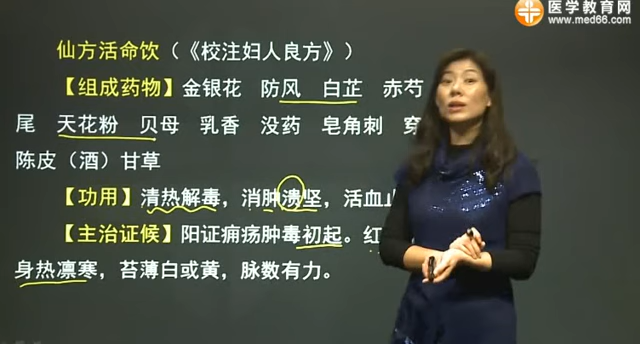 医学教育网
www.med66.com
仙方活命饮（《校注妇人良方》）
【组成药物】金银花 防风 白芷 赤芍
尾 天花粉 贝母 乳香 没药 皂角刺 穿
陈皮（酒）甘草
【功用】清热解毒，消肿溃坚，活血止
【主治证候】阳证痈疡肿毒初起。红
身热凛寒，苔薄白或黄，脉数有力。